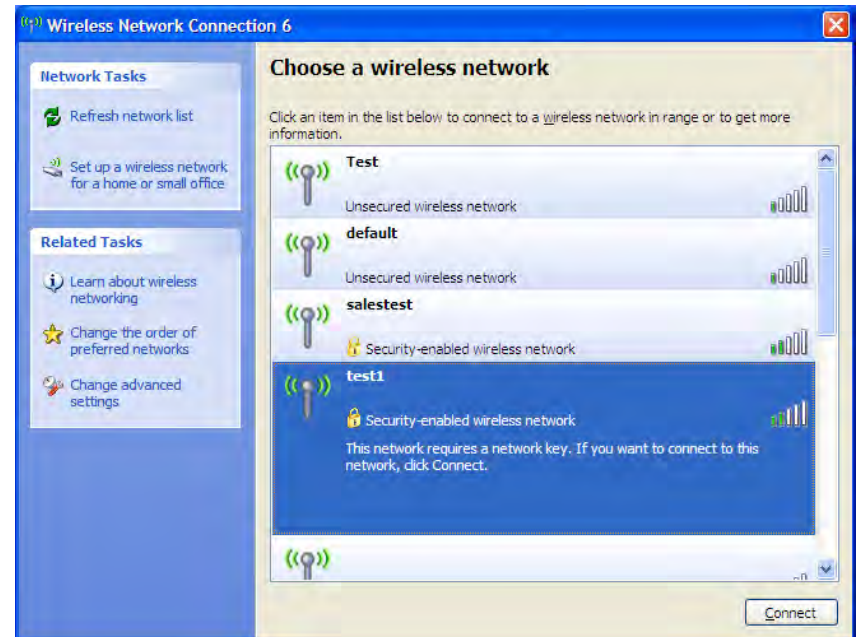 Wireless Network Connection 6
Network Tasks
Refresh network list
Set up a wireless network
for a home or small office
Related Tasks
Learn about wireless
networking
Change the order of
preferred networks
Change advanced
settings
Choose a wireless network
Click an item in the list below to connect to a wireless network in range or to get more
information.
Test
Unsecured wireless network
default
Unsecured wireless network
salestest
Security-enabled wireless network
test1
Security-enabled wireless network
This network requires a network key. If you want to connect to this
network, click Connect.
Connect